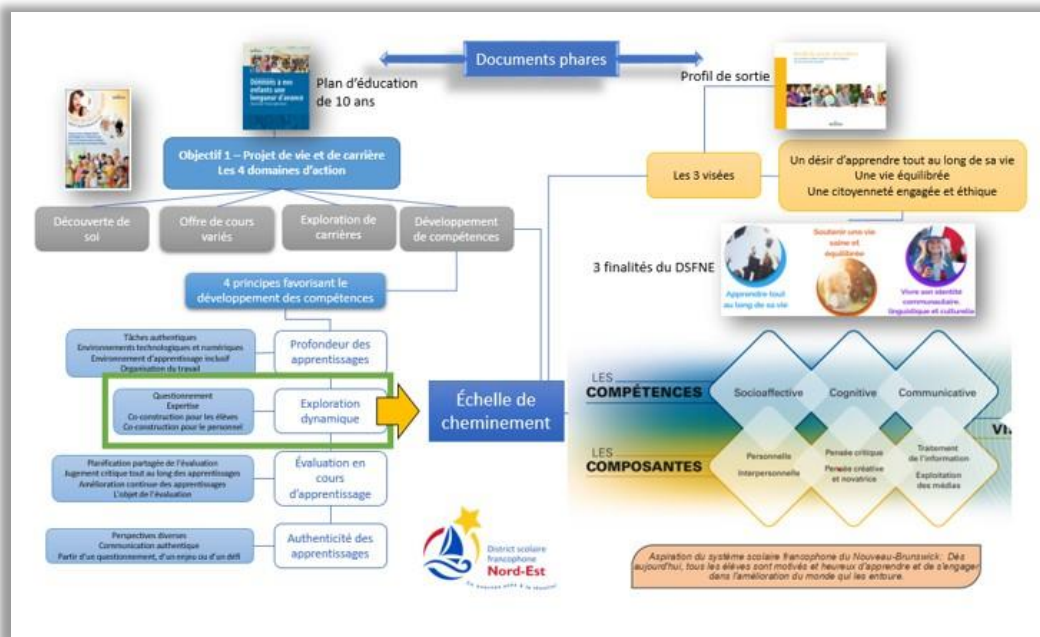 Documents phares
Plan d'éducation
de 10 ans
Profil de sortie
Donnons à nos
enfants une
longueur d'avance
Objectif 1 – Projet de vie et de carrière
Les 4 domaines d'action
Les 3 visées
Un désir d'apprendre tout au long de sa vie
Une vie équilibrée
Une citoyenneté engagée et éthique
Découverte de
soi
Offre de cours
variés
Exploration de
carrières
Développement
de compétences
3 finalités du DSFNE
Apprendre tout
au long de sa vie
Soutenir une vie
saine et
équilibrée
Vivre son identité
communautaire,
linguistique et culturelle
4 principes favorisant le
développement des compétences
Tâches authentiques
Environnements technologiques et numériques
Environnement d'apprentissage inclusif
Organisation du travail
Profondeur des
apprentissages
Questionnement
Expertise
Co-construction pour les élèves
Co-construction pour le personnel
Exploration
dynamique
Échelle de
cheminement
Planification partagée de l'évaluation
Jugement critique tout au long des apprentissages
Amélioration continue des apprentissages
L'objet de l'évaluation
Évaluation en
cours
d'apprentissage
Perspectives diverses
Communication authentique
Partir d'un questionnement, d'un enjeu ou d'un défi
Authenticité des
apprentissages
LES
COMPÉTENCES
Socioaffective
Cognitive
Communicative
VI
LES
COMPOSANTES
Personnelle
Interpersonnelle
Pensée critique
Pensée créative
et novatrice
Traitement
de l'information
Exploitation
des médias
District scolaire
francophone
Nord-Est
Aspiration du système scolaire francophone du Nouveau-Brunswick: Dès
aujourd'hui, tous les élèves sont motivés et heureux d'apprendre et de s'engager
dans l'amélioration du monde qui les entoure.